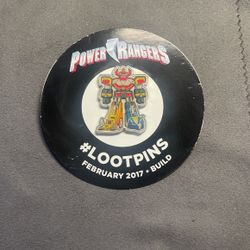 POWER RANGERS
#LOOTPINS
FEBRUARY 2017 • BUILD